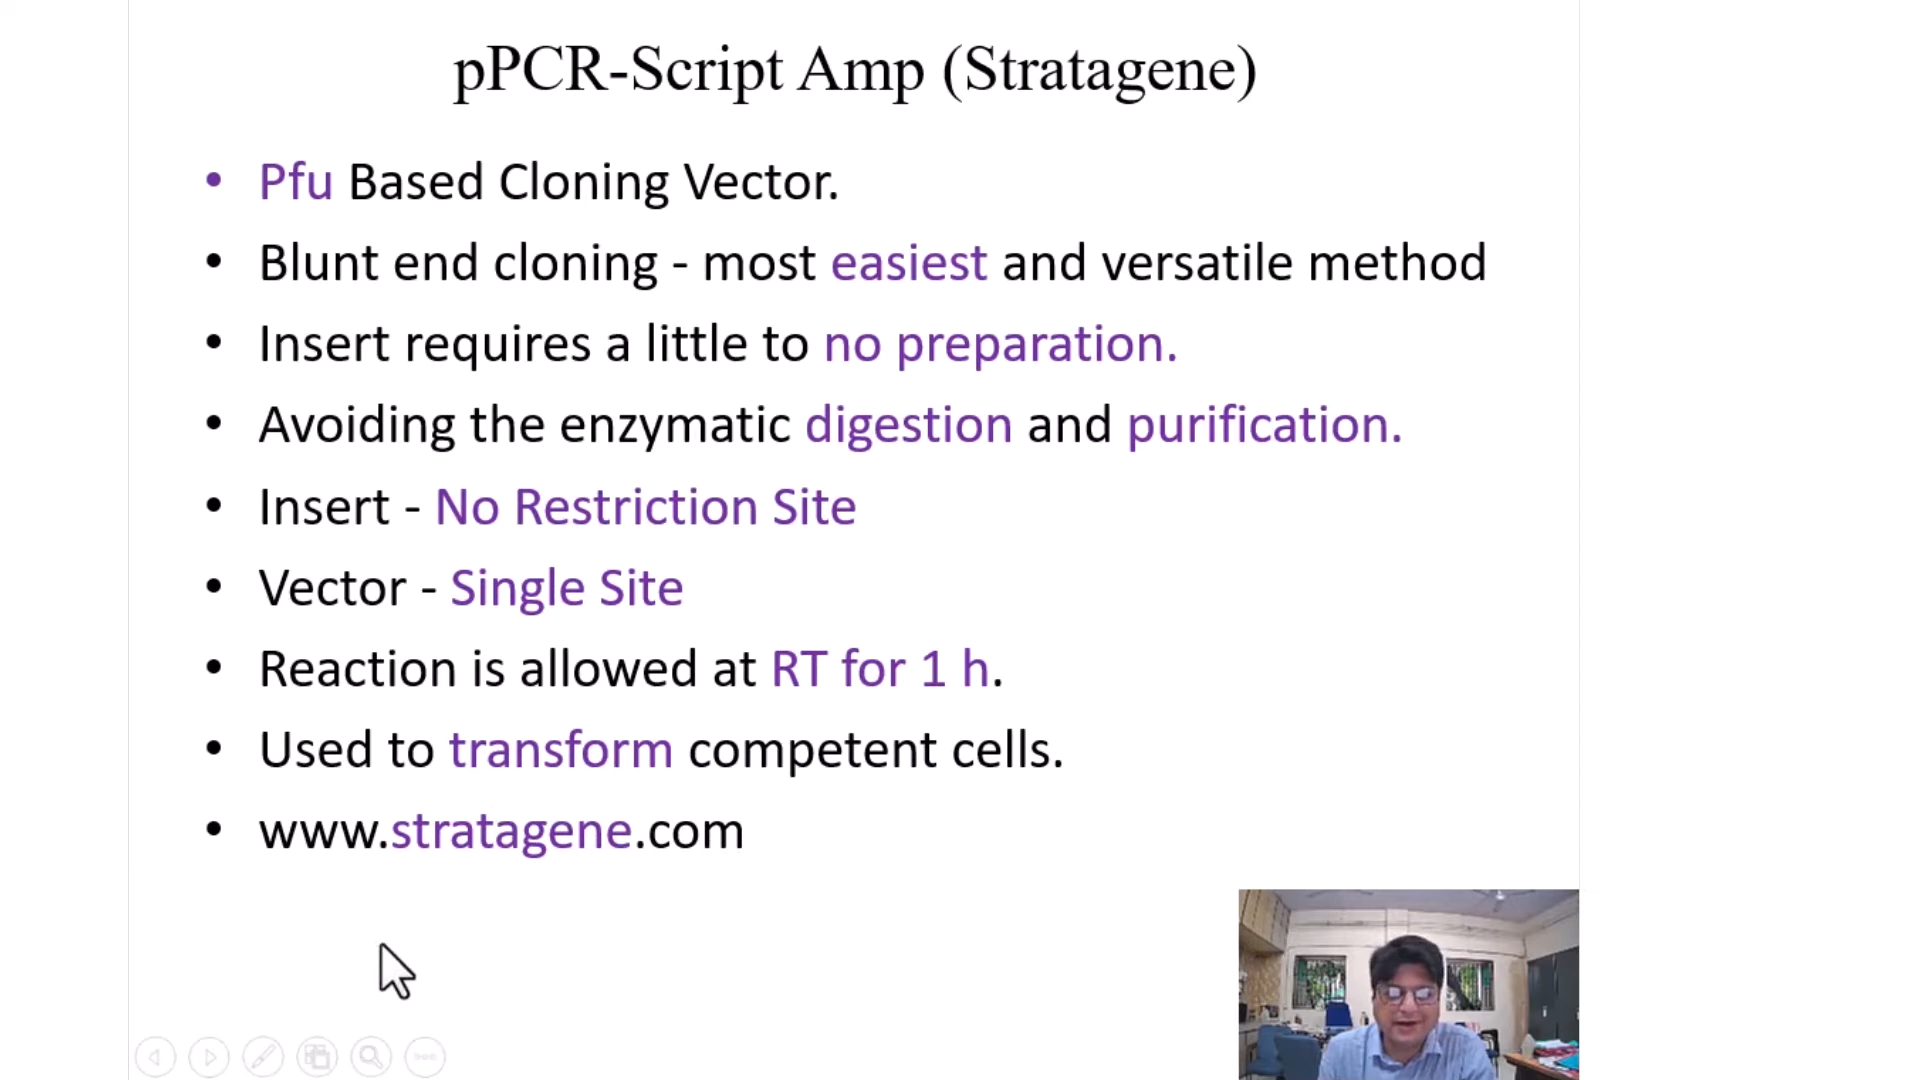 pPCR-Script Amp (Stratagene)
• Pfu Based Cloning Vector.
• Blunt end cloning - most easiest and versatile method
• Insert requires a little to no preparation.
• Avoiding the enzymatic digestion and purification.
• Insert - No Restriction Site
• Vector - Single Site
• Reaction is allowed at RT for 1 h.
• Used to transform competent cells.
• www.stratagene.com